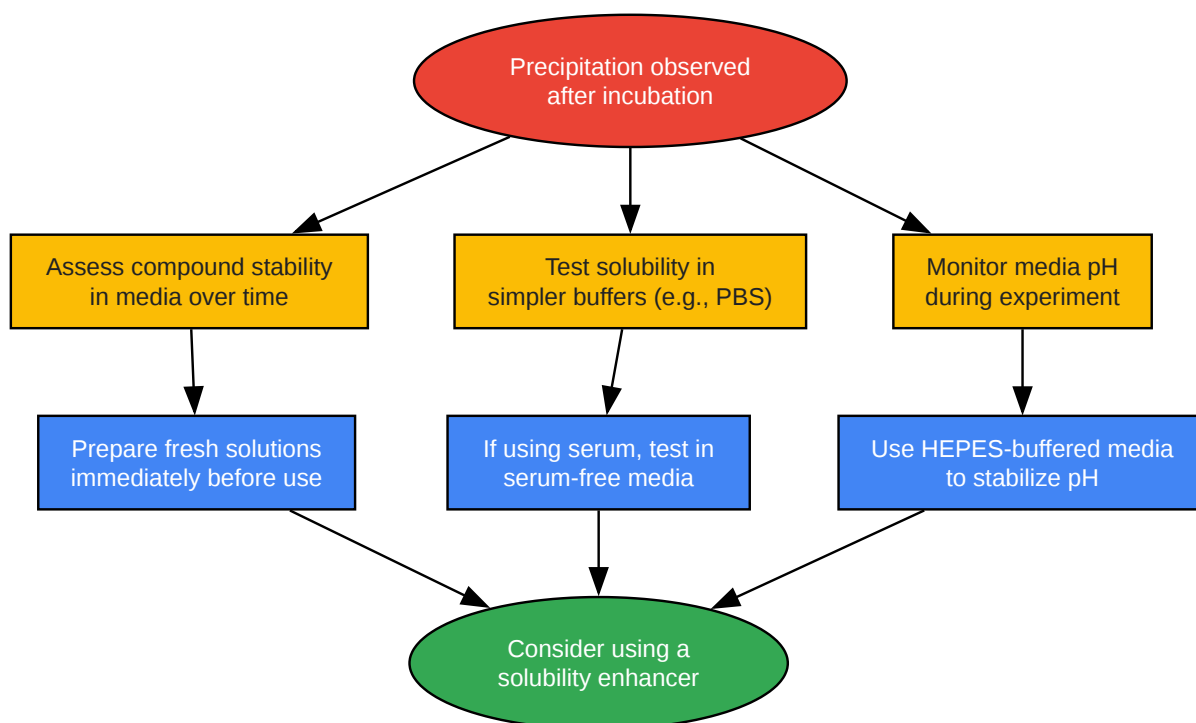 Precipitation observed
after incubation
Assess compound stability
in media over time
Test solubility in
simpler buffers (e.g., PBS)
Monitor media pH
during experiment
Prepare fresh solutions
immediately before use
If using serum, test in
serum-free media
Use HEPES-buffered media
to stabilize pH
Consider using a
solubility enhancer